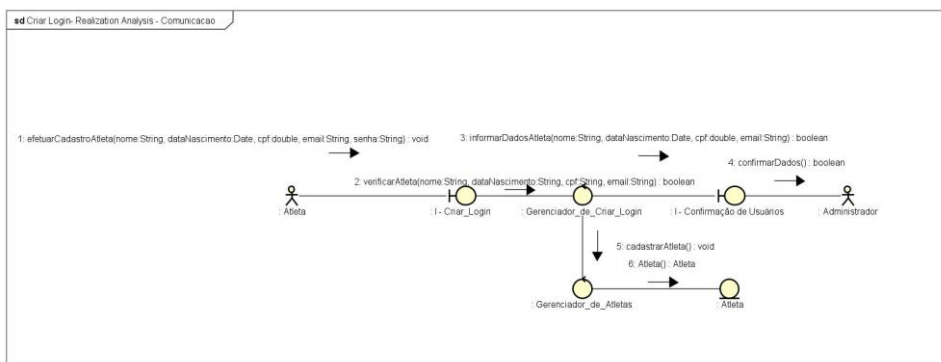 sd Criar Login- Realization Analysis - Comunicacao
1: efetuarCadastroAtleta(nome:String, dataNascimento:Date, cpf:double, email:String, senha:String) : void
3: informarDadosAtleta(nome:String, dataNascimento:Date, cpf:double, email:String) : boolean
4: confirmarDados() : boolean
2: verificarAtleta(nome:String, dataNascimento:String, cpf:String, email:String) : boolean
: Atleta
: I - Criar_Login
: Gerenciador_de_Criar_Login
: I - Confirmação de Usuários
: Administrador
5: cadastrarAtleta() : void
6: Atleta() : Atleta
: Gerenciador_de_Atletas
: Atleta